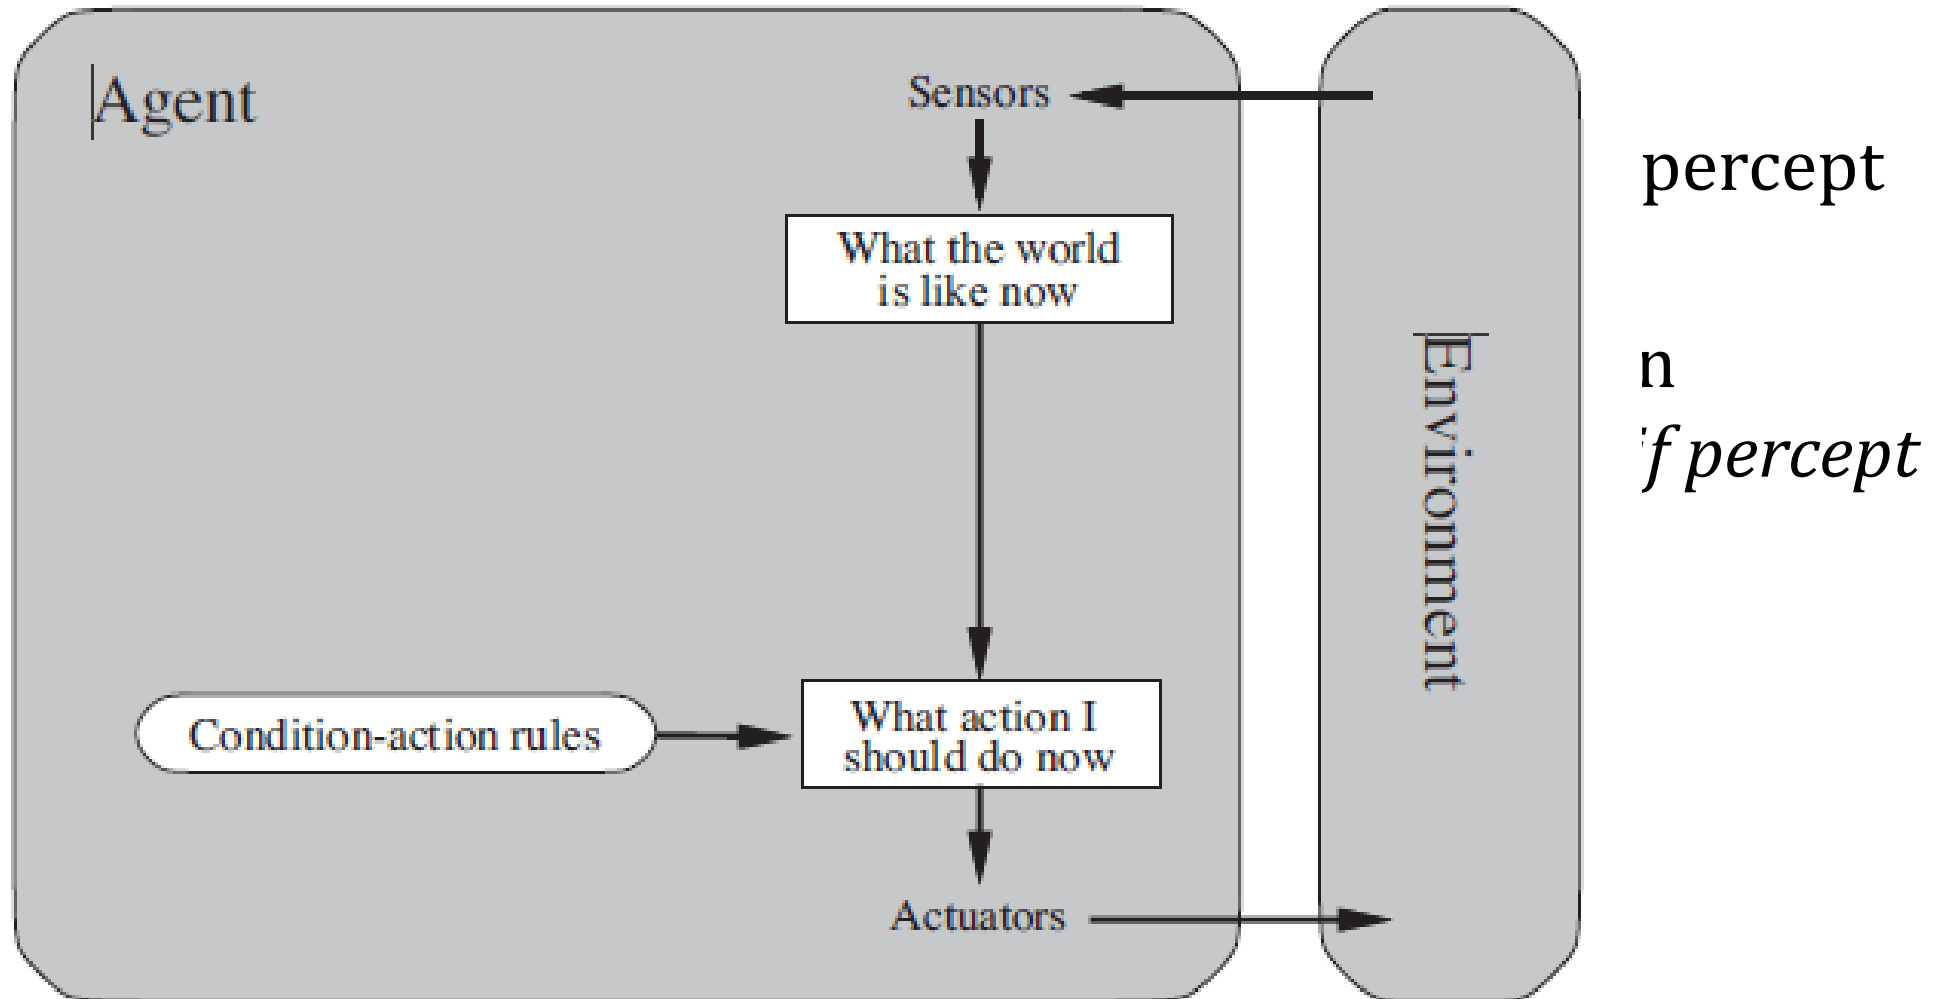 Agent
Sensors
What the world
is like now
Condition-action rules
What action I
should do now
Actuators
Environment
percept
n
f percept